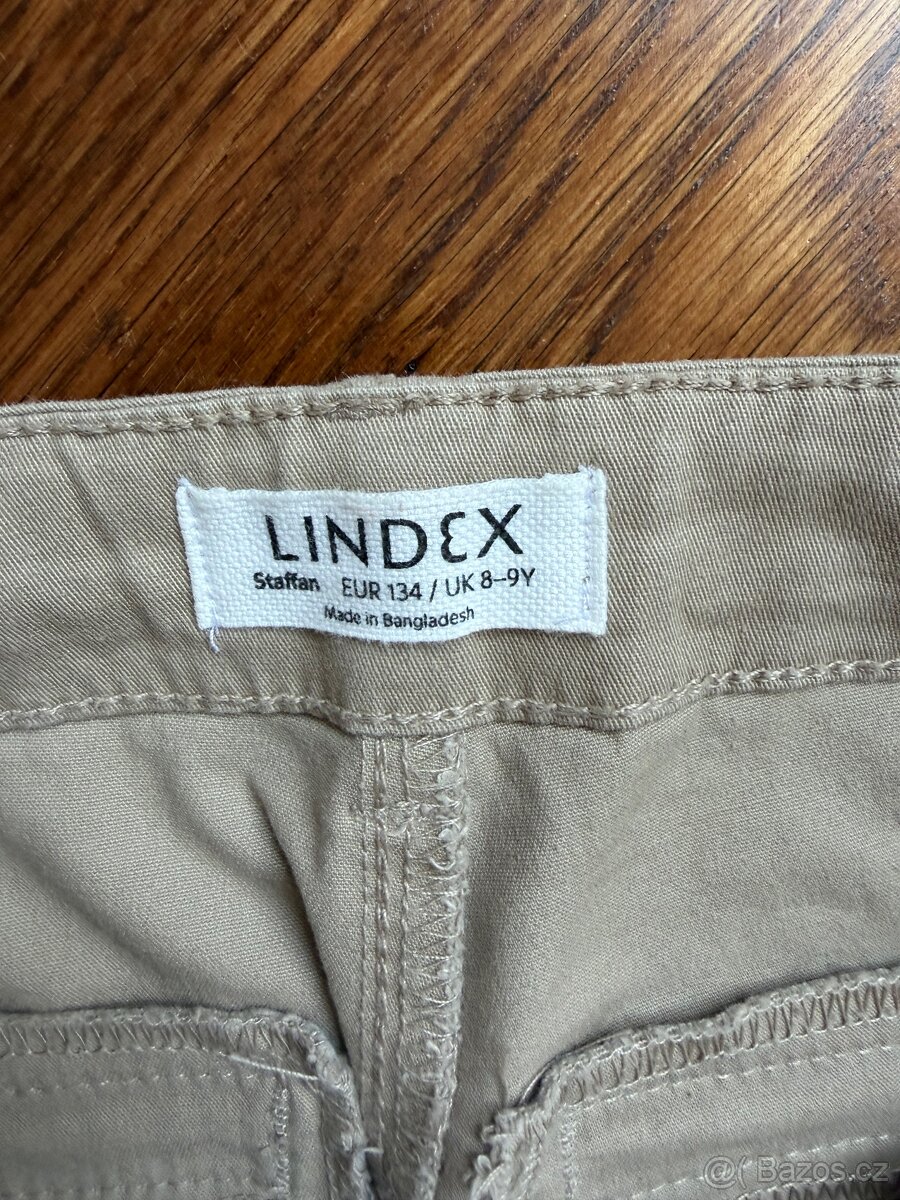 LINDEX
Staffan EUR 134 / UK 8–9Y
Made in Bangladesh
@( Bazos.cz